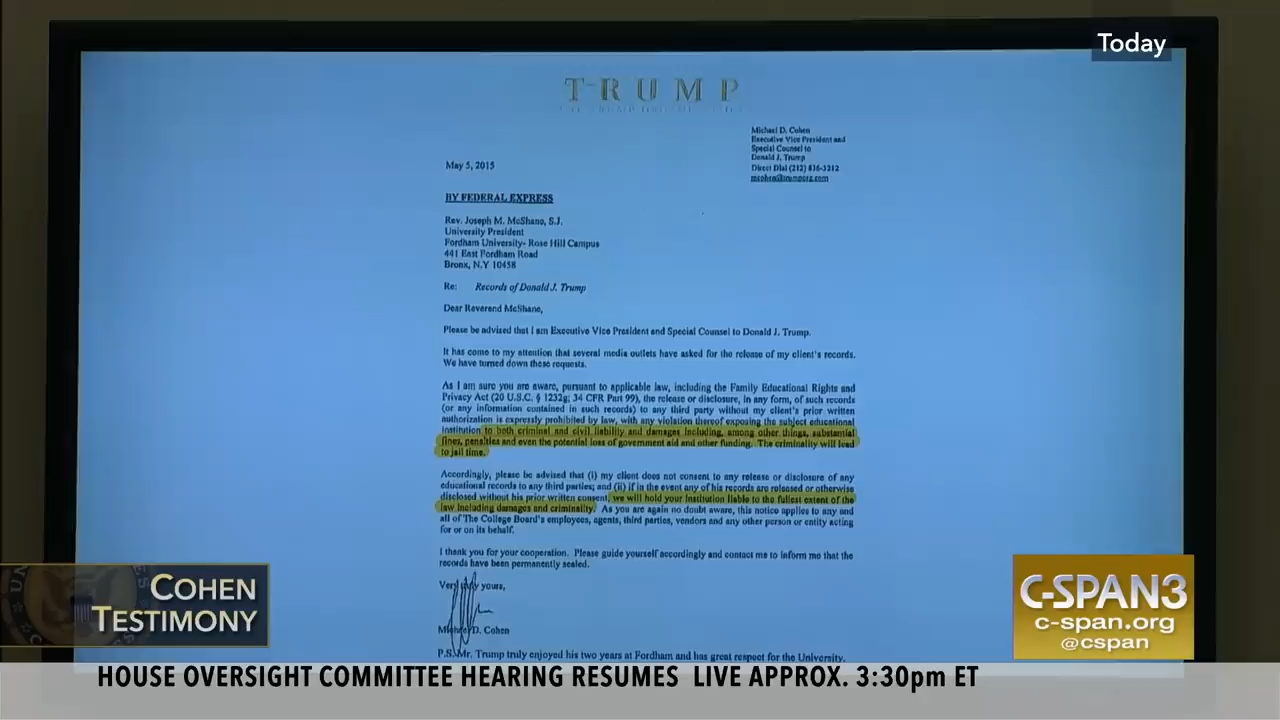 Today
TRUMP
Michael D. Cohen
Executive Vice President and
Special Counsel to
Donald J. Trump
Direct Dial (212) 836-3212
mcohen@trumporg.com
May 5, 2015
BY FEDERAL EXPRESS
Rev. Joseph M. McShane, S.J.
University President
Fordham University- Rose Hill Campus
441 East Fordham Road
Bronx, N.Y 10458
Re: Records of Donald J. Trump
Dear Reverend McShane,
Please be advised that I am Executive Vice President and Special Counsel to Donald J. Trump.
It has come to my attention that several media outlets have asked for the release of my client's records.
We have turned down these requests.
As I am sure you are aware, pursuant to applicable law, including the Family Educational Rights and
Privacy Act (20 U.S.C. § 1232g; 34 CFR Part 99), the release or disclosure, in any form, of such records
(or any information contained in such records) to any third party without my client's prior written
authorization is expressly prohibited by law, with any violation thereof exposing the subject educational
institution to both criminal and civil liability and damages including, among other things, substantial
fines, penalties and even the potential loss of government aid and other funding. The criminality will lead
to jail time.
Accordingly, please be advised that (i) my client does not consent to any release or disclosure of any
educational records to any third parties; and (ii) if in the event any of his records are released or otherwise
disclosed without his prior written consent, we will hold your institution liable to the fullest extent of the
law including damages and criminality. As you are again no doubt aware, this notice applies to any and
all of The College Board's employees, agents, third parties, vendors and any other person or entity acting
for or on its behalf.
I thank you for your cooperation. Please guide yourself accordingly and contact me to inform me that the
records have been permanently sealed.
Very truly yours,
Michael D. Cohen
P.S. Mr. Trump truly enjoyed his two years at Fordham and has great respect for the University.
COHEN
TESTIMONY
C-SPAN3
c-span.org
@cspan
HOUSE OVERSIGHT COMMITTEE HEARING RESUMES LIVE APPROX. 3:30pm ET